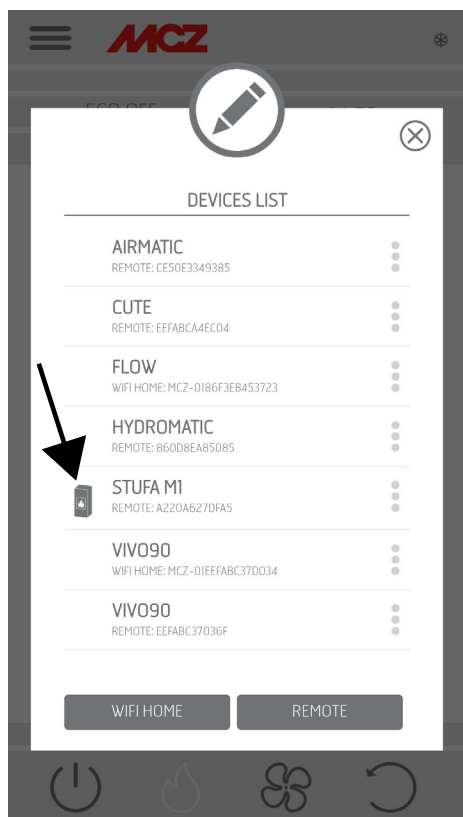 MCZ
DEVICES LIST
AIRMATIC
REMOTE: CE50E3349385
CUTE
REMOTE: EEFABCA4EC04
FLOW
WIFI HOME: MCZ-0186F3EB453723
HYDROMATIC
REMOTE: 860D8EA85085
STUFA M1
REMOTE: A220A627DFA5
VIVO90
WIFI HOME: MCZ-01EEFABC37D034
VIVO90
REMOTE: EEFABC37036F
WIFI HOME
REMOTE